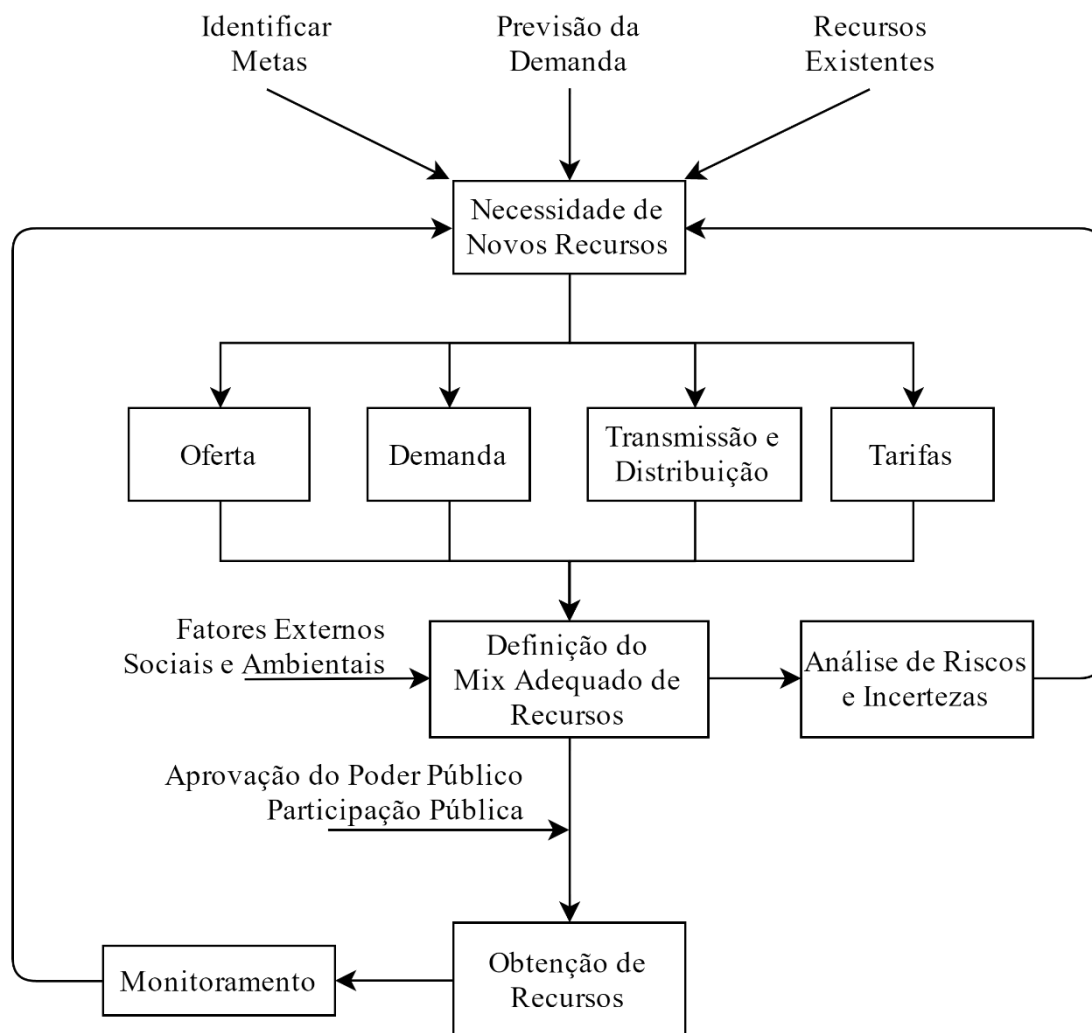 Identificar
Metas
Previsão da
Demanda
Recursos
Existentes
Necessidade de
Novos Recursos
Oferta
Demanda
Transmissão e
Distribuição
Tarifas
Fatores Externos
Sociais e Ambientais
Definição do
Mix Adequado de
Recursos
Análise de Riscos
e Incertezas
Aprovação do Poder Público
Participação Pública
Monitoramento
Obtenção de
Recursos